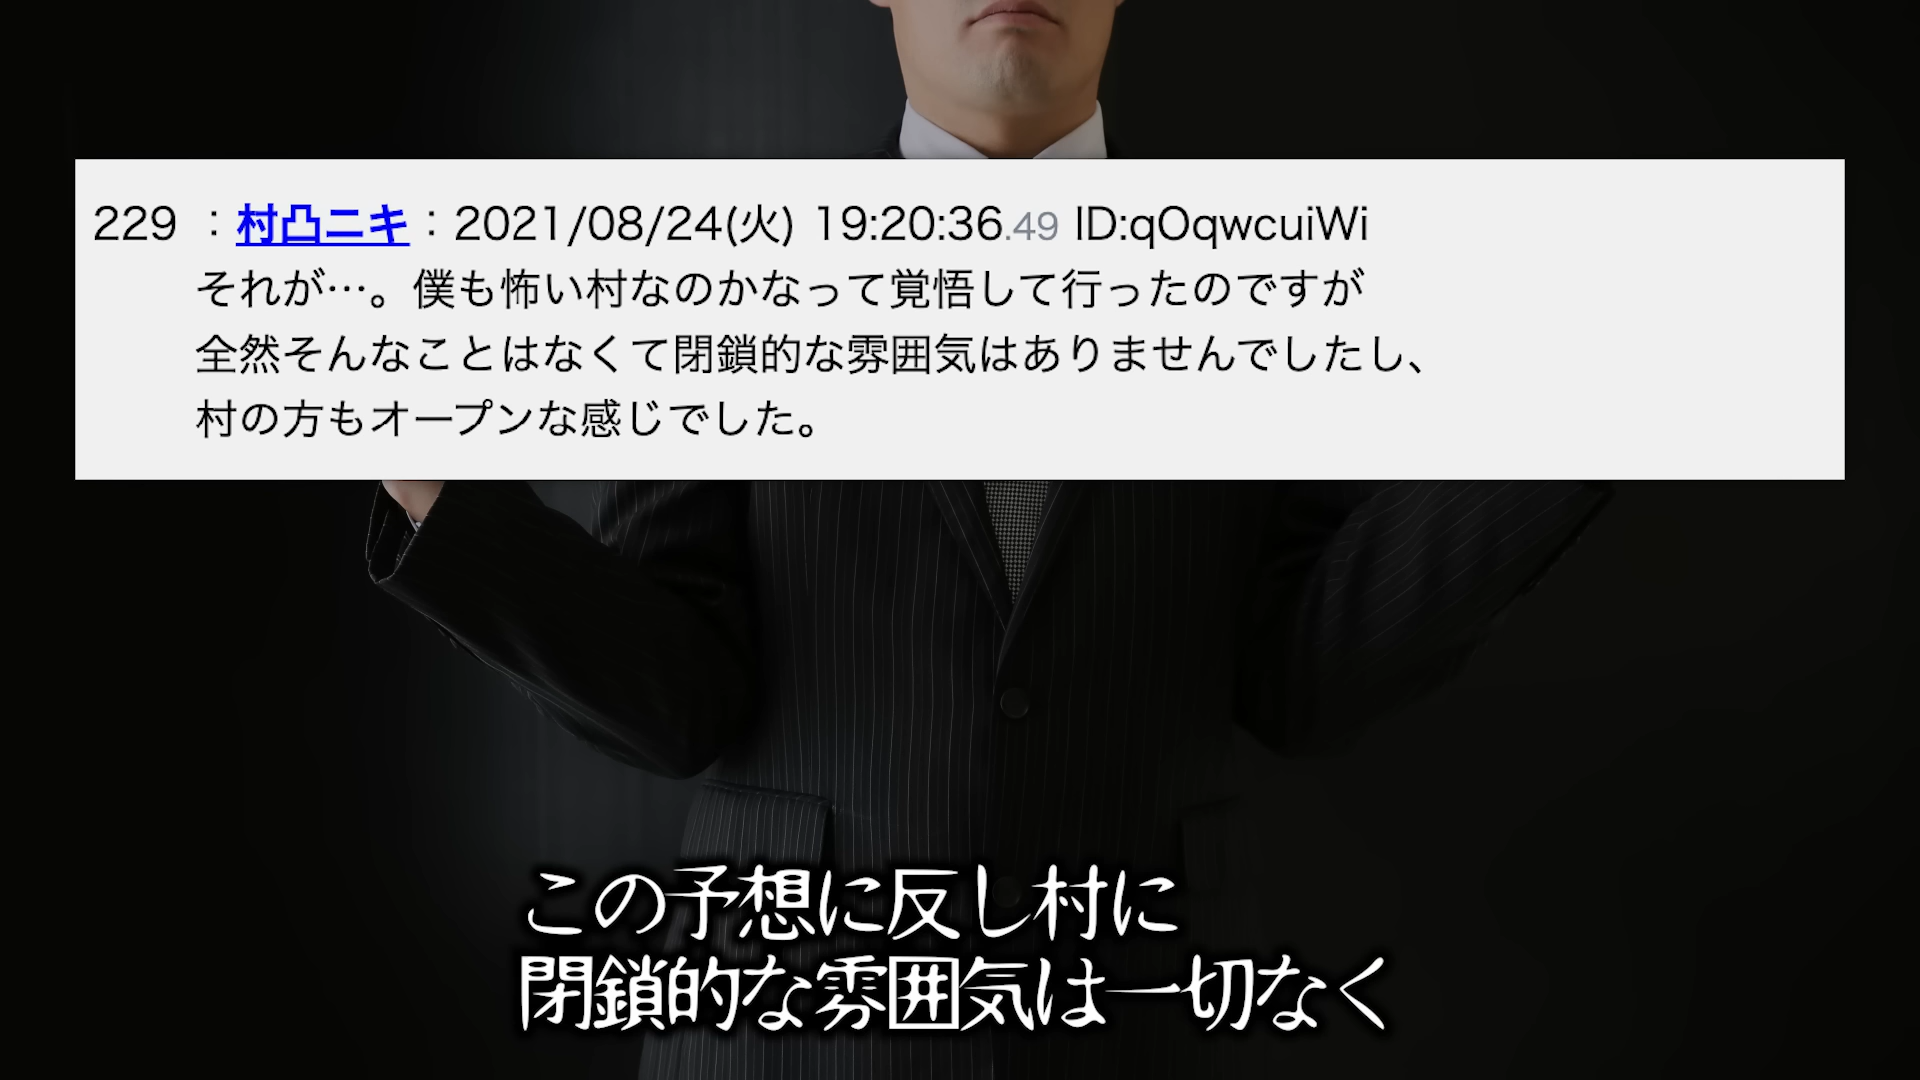 229 ：村凸ニキ：2021/08/24(火) 19:20:36.49 ID:qOqwcuiWi
それが…。僕も怖い村なのかなって覚悟して行ったのですが
全然そんなことはなくて閉鎖的な雰囲気はありませんでしたし、
村の方もオープンな感じでした。
この予想に反し村に
閉鎖的な雰囲気は一切なく